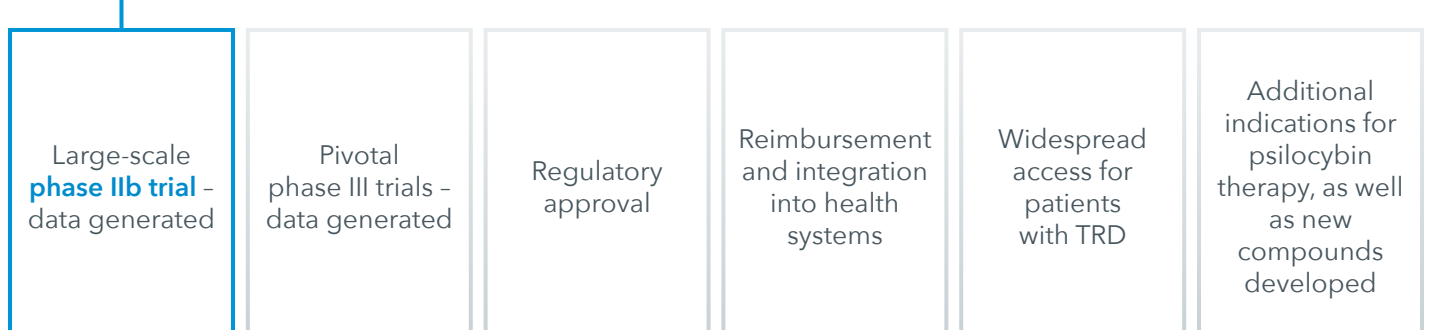 Large-scale
phase IIb trial –
data generated
Pivotal
phase III trials –
data generated
Regulatory
approval
Reimbursement
and integration
into health
systems
Widespread
access for
patients
with TRD
Additional
indications for
psilocybin
therapy, as well
as new
compounds
developed